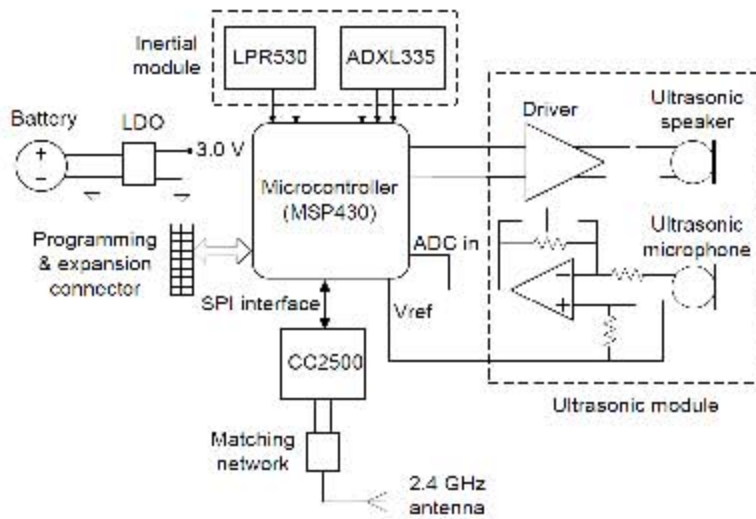 Inertial
module
LPR530
ADXL335
Battery
LDO
3.0 V
Microcontroller
(MSP430)
Driver
Ultrasonic
speaker
Programming
& expansion
connector
ADC in
Ultrasonic
microphone
SPI interface
Vref
CC2500
Ultrasonic module
Matching
network
2.4 GHz
antenna